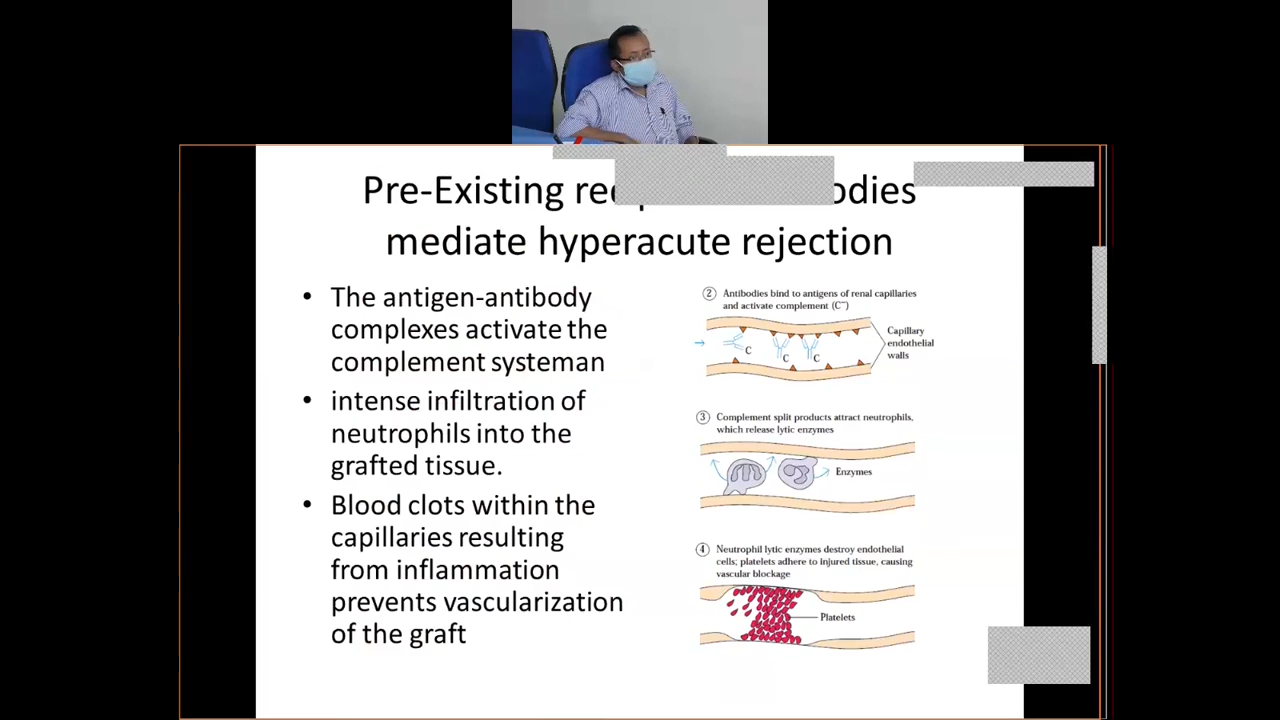 Pre-Existing
mediate hyperacute rejection
• The antigen-antibody
complexes activate the
complement systeman
• intense infiltration of
neutrophils into the
grafted tissue.
• Blood clots within the
capillaries resulting
from inflammation
prevents vascularization
of the graft
② Antibodies bind to antigens of renal capillaries
and activate complement (C‾)
Capillary
endothelial
walls
C
C
C
③ Complement split products attract neutrophils,
which release lytic enzymes
Enzymes
④ Neutrophil lytic enzymes destroy endothelial
cells; platelets adhere to injured tissue, causing
vascular blockage
Platelets